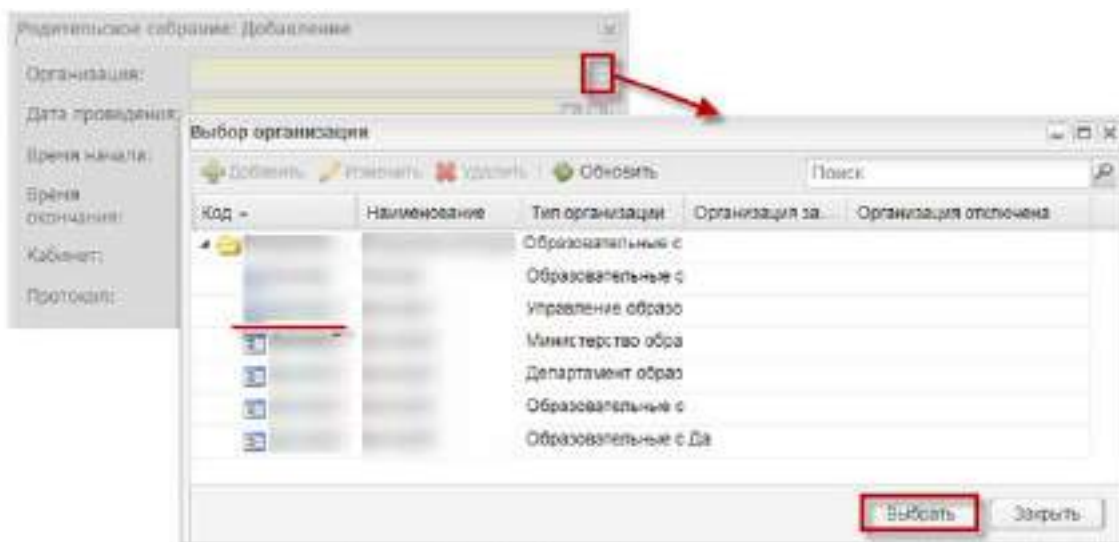 Родительское собрание: Добавление
Организация:
Дата проведения:
Время начала:
Время
окончания:
Кабинет:
Протокол:
Выбор организации
Добавить Изменить Удалить Обновить Поиск
Код Наименование Тип организации Организация за... Организация отключена
Образовательные с
Образовательные с
Управление образо
Министерство обра
Департамент образ
Образовательные с
Образовательные с Да
Выбрать Закрыть